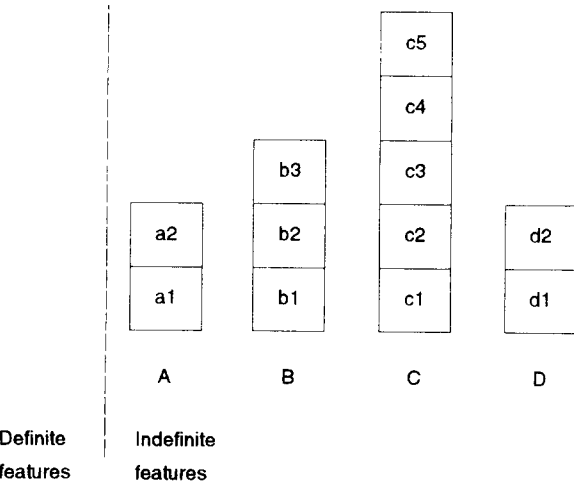 c5
c4
b3 c3
a2 b2 c2 d2
a1 b1 c1 d1
A B C D
Definite Indefinite
features features